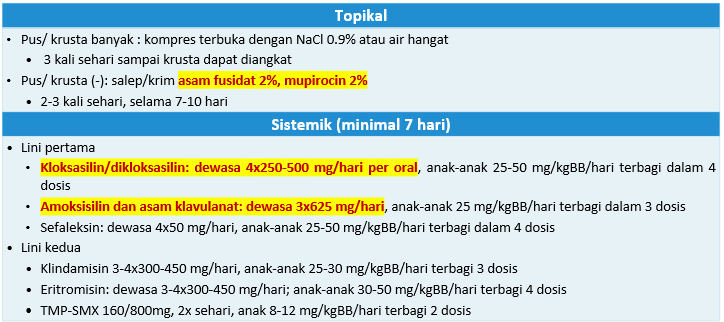 Topikal
• Pus/ krusta banyak : kompres terbuka dengan NaCl 0.9% atau air hangat
• 3 kali sehari sampai krusta dapat diangkat
• Pus/ krusta (-): salep/krim asam fusidat 2%, mupirocin 2%
• 2-3 kali sehari, selama 7-10 hari
Sistemik (minimal 7 hari)
• Lini pertama
• Kloksasilin/dikloksasilin: dewasa 4x250-500 mg/hari per oral, anak-anak 25-50 mg/kgBB/hari terbagi dalam 4
dosis
• Amoksisilin dan asam klavulanat: dewasa 3x625 mg/hari, anak-anak 25 mg/kgBB/hari terbagi dalam 3 dosis
• Sefaleksin: dewasa 4x50 mg/hari, anak-anak 25-50 mg/kgBB/hari terbagi dalam 4 dosis
• Lini kedua
• Klindamisin 3-4x300-450 mg/hari, anak-anak 25-30 mg/kgBB/hari terbagi 3 dosis
• Eritromisin: dewasa 3-4x300-450 mg/hari; anak-anak 30-50 mg/kgBB/hari terbagi 4 dosis
• TMP-SMX 160/800mg, 2x sehari, anak 8-12 mg/kgBB/hari terbagi 2 dosis